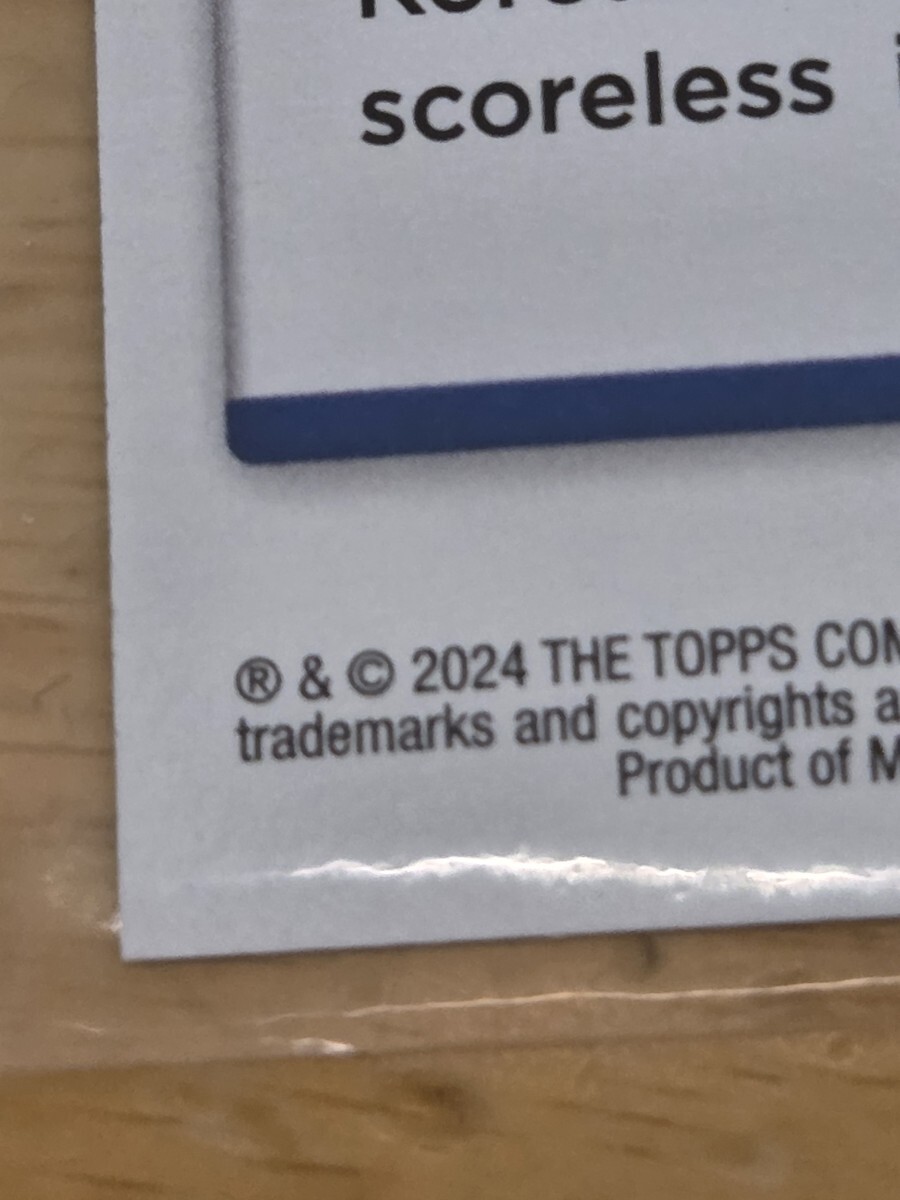 scoreless
® & © 2024 THE TOPPS
trademarks and copyrights
Product of